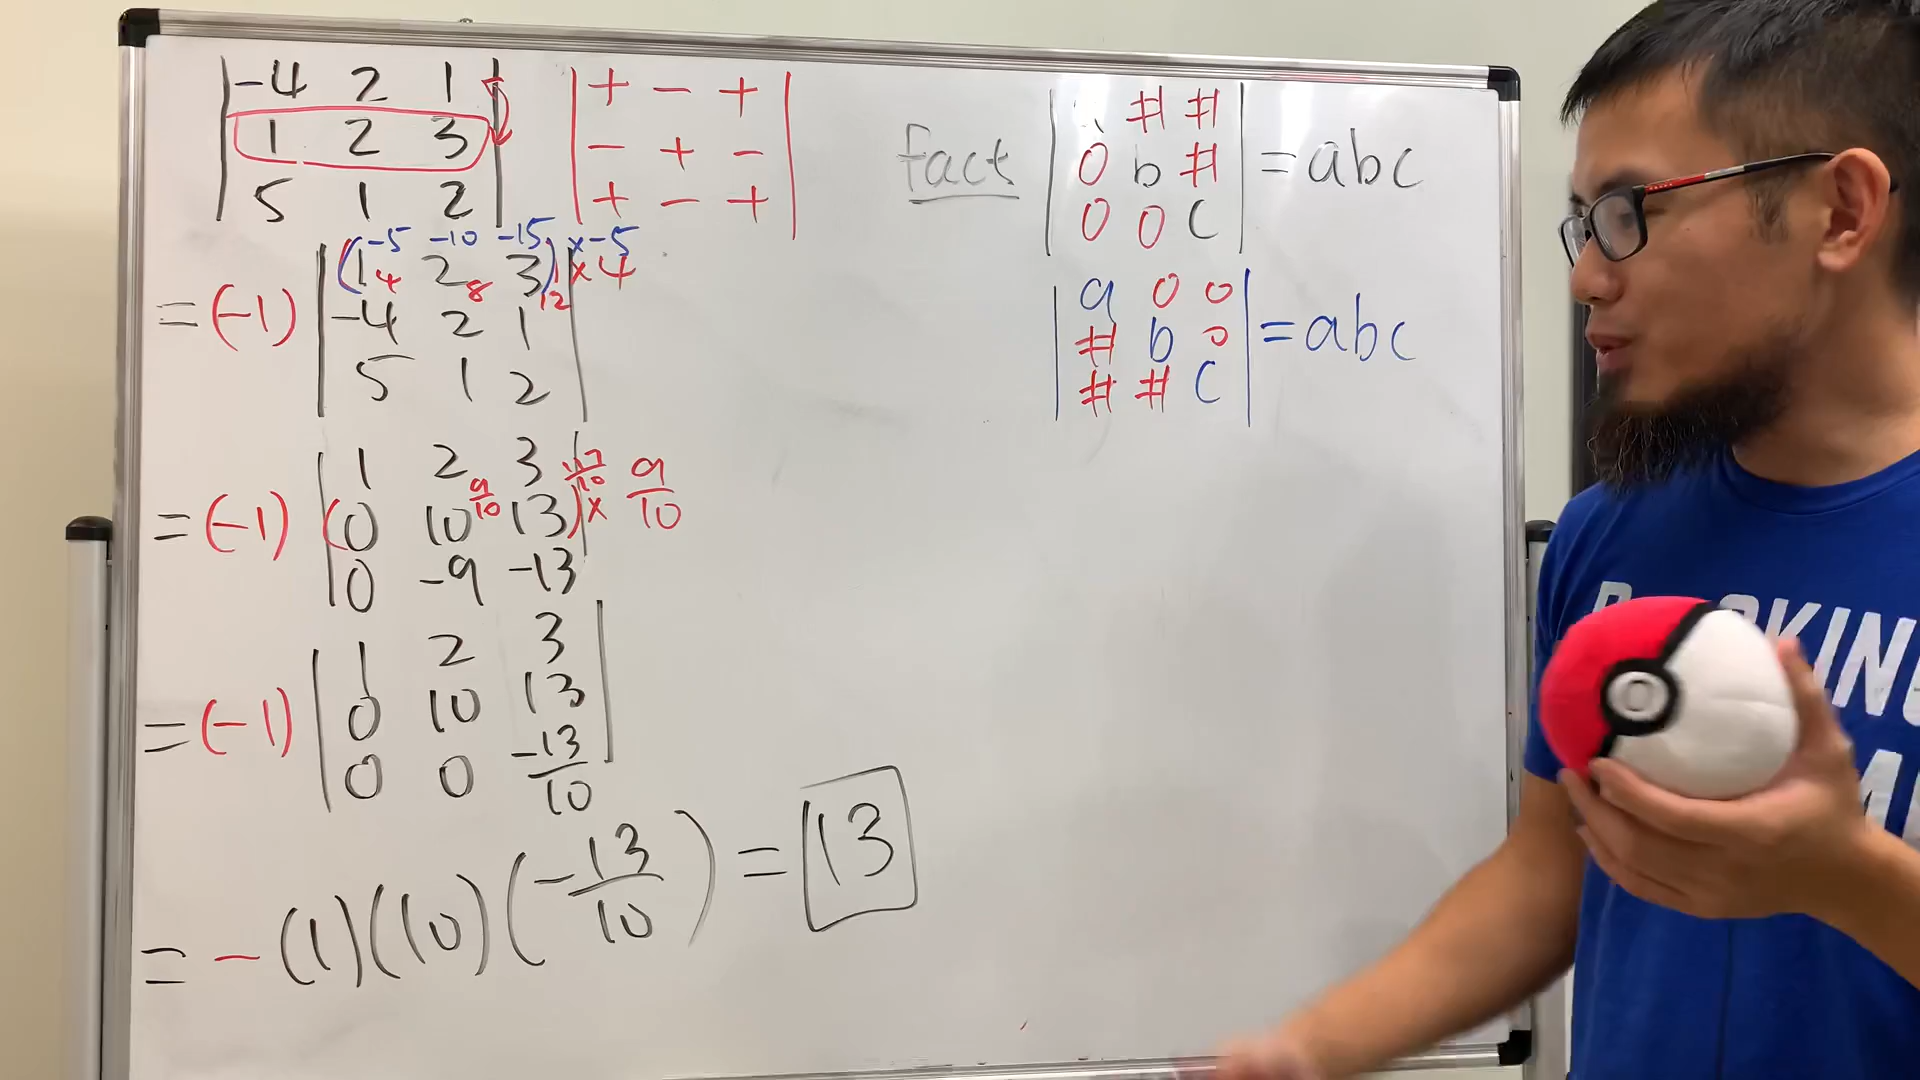 -4 2 1
1 2 3
5 1 2
+ - +
- + -
+ - +
-5 -10 -15 × -5
1 2 3
4 8 12 × 4
= (-1)
-4 2 1
5 1 2
1 2 3
9/10
= (-1) 0 10 13 × 9/10
0 -9 -13
1 2 3
= (-1) 0 10 13
0 0 -13/10
= -(1)(10)(-13/10) = 13
fact
# #
0 b # = abc
0 0 c
a 0 0
# b 0 = abc
# # c